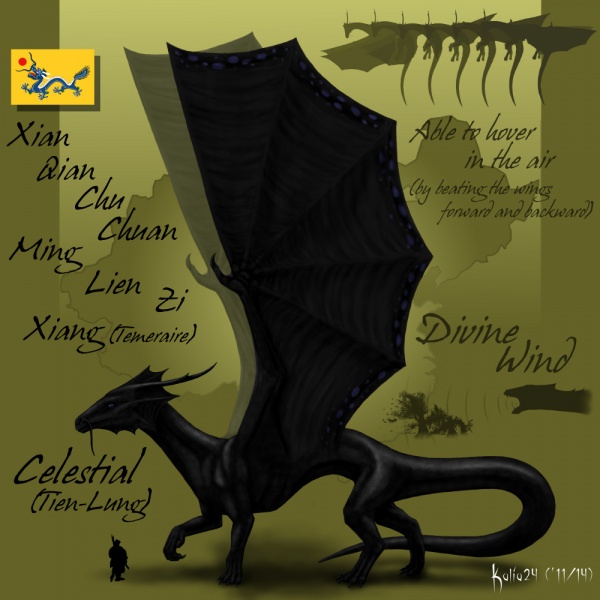 Xian
Qian
Chu
Chuan
Ming
Lien
Zi
Xiang (Temeraire)
Able to hover
in the air
(by beating the wings
forward and backward)
Divine
Wind
Celestial
(Tien-Lung)
Kalia24 ('11/14)